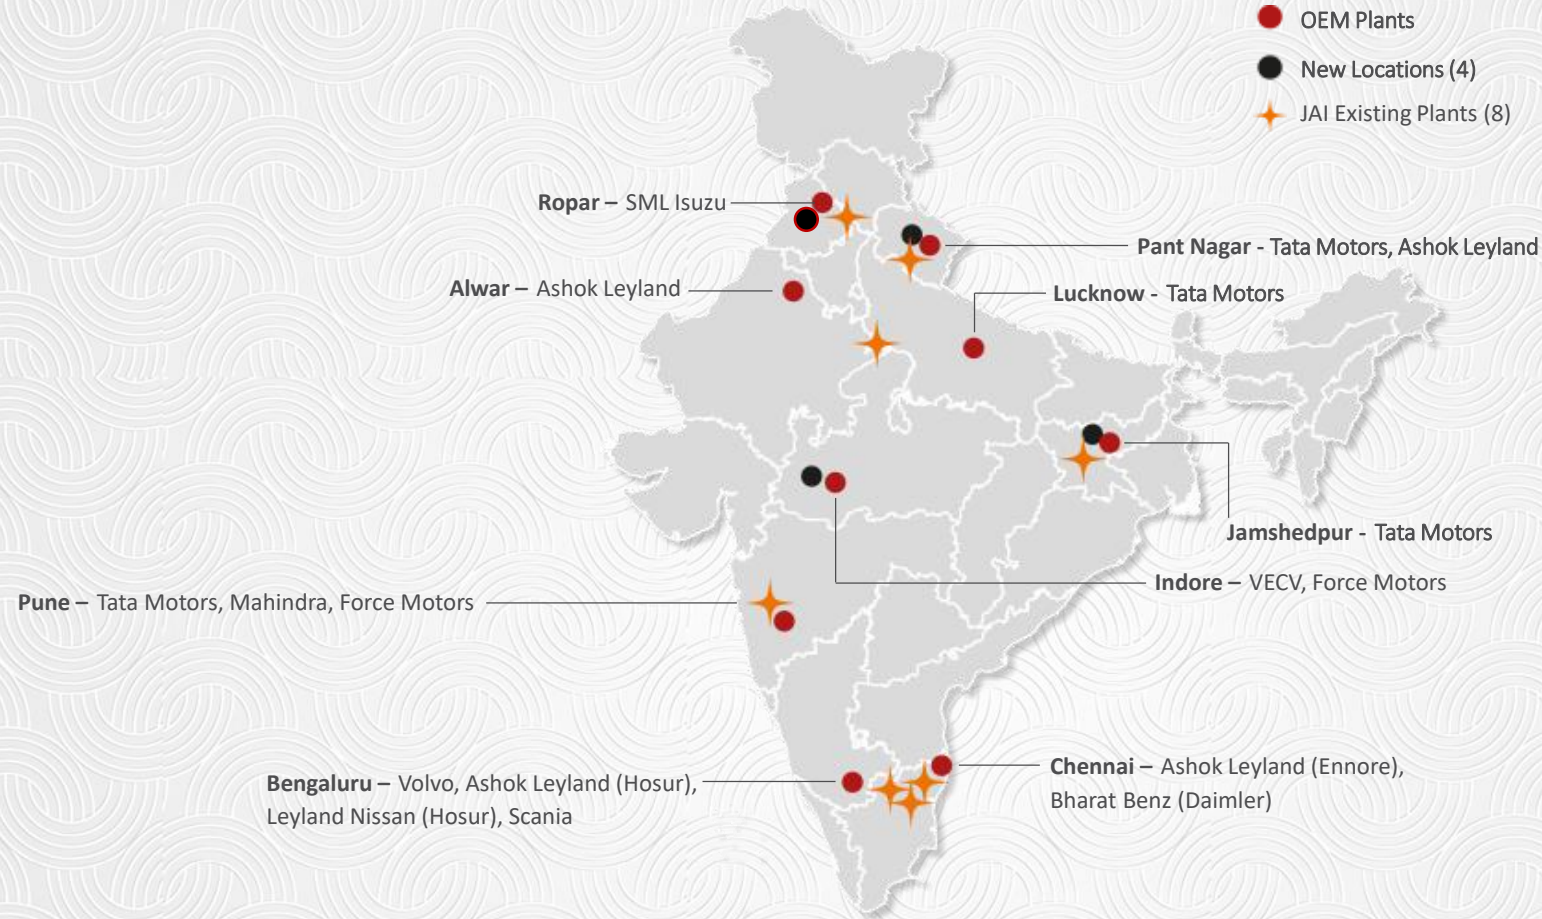 OEM Plants
New Locations (4)
JAI Existing Plants (8)
Ropar – SML Isuzu
Pant Nagar - Tata Motors, Ashok Leyland
Alwar – Ashok Leyland
Lucknow - Tata Motors
Jamshedpur - Tata Motors
Indore – VECV, Force Motors
Pune – Tata Motors, Mahindra, Force Motors
Bengaluru – Volvo, Ashok Leyland (Hosur),
Leyland Nissan (Hosur), Scania
Chennai – Ashok Leyland (Ennore),
Bharat Benz (Daimler)